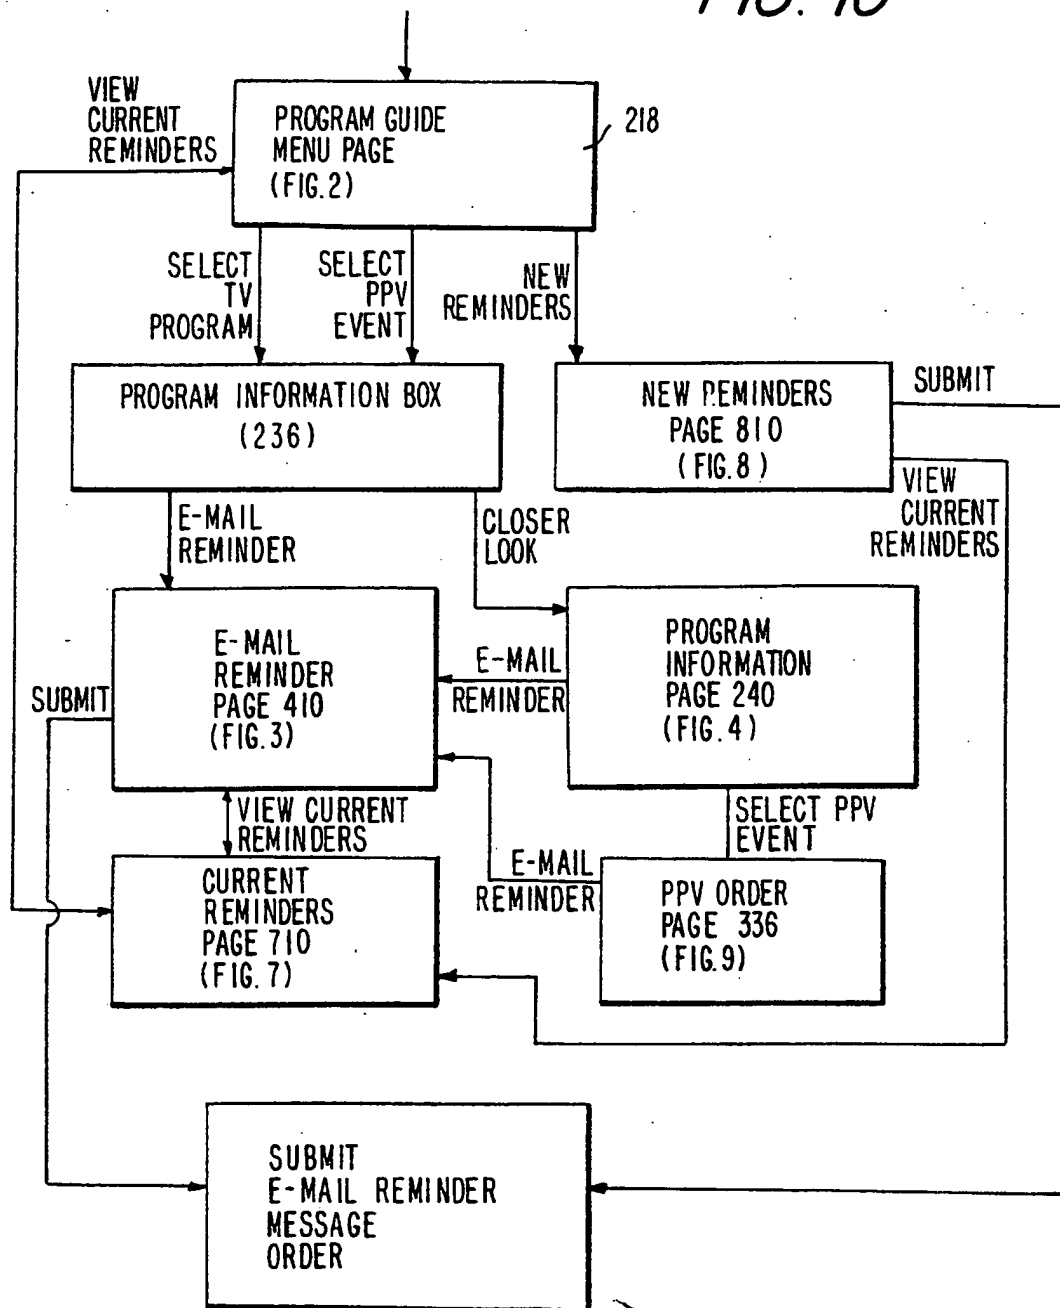 FIG. 10
VIEW
CURRENT
REMINDERS
PROGRAM GUIDE
MENU PAGE
(FIG. 2)
218
SELECT
TV
PROGRAM
SELECT
PPV
EVENT
NEW
REMINDERS
PROGRAM INFORMATION BOX
(236)
NEW REMINDERS
PAGE 810
(FIG. 8)
SUBMIT
VIEW
CURRENT
REMINDERS
E-MAIL
REMINDER
CLOSER
LOOK
E-MAIL
REMINDER
PAGE 410
(FIG. 3)
E-MAIL
REMINDER
PROGRAM
INFORMATION
PAGE 240
(FIG. 4)
SUBMIT
VIEW CURRENT
REMINDERS
SELECT PPV
EVENT
CURRENT
REMINDERS
PAGE 710
(FIG. 7)
E-MAIL
REMINDER
PPV ORDER
PAGE 336
(FIG. 9)
SUBMIT
E-MAIL REMINDER
MESSAGE
ORDER